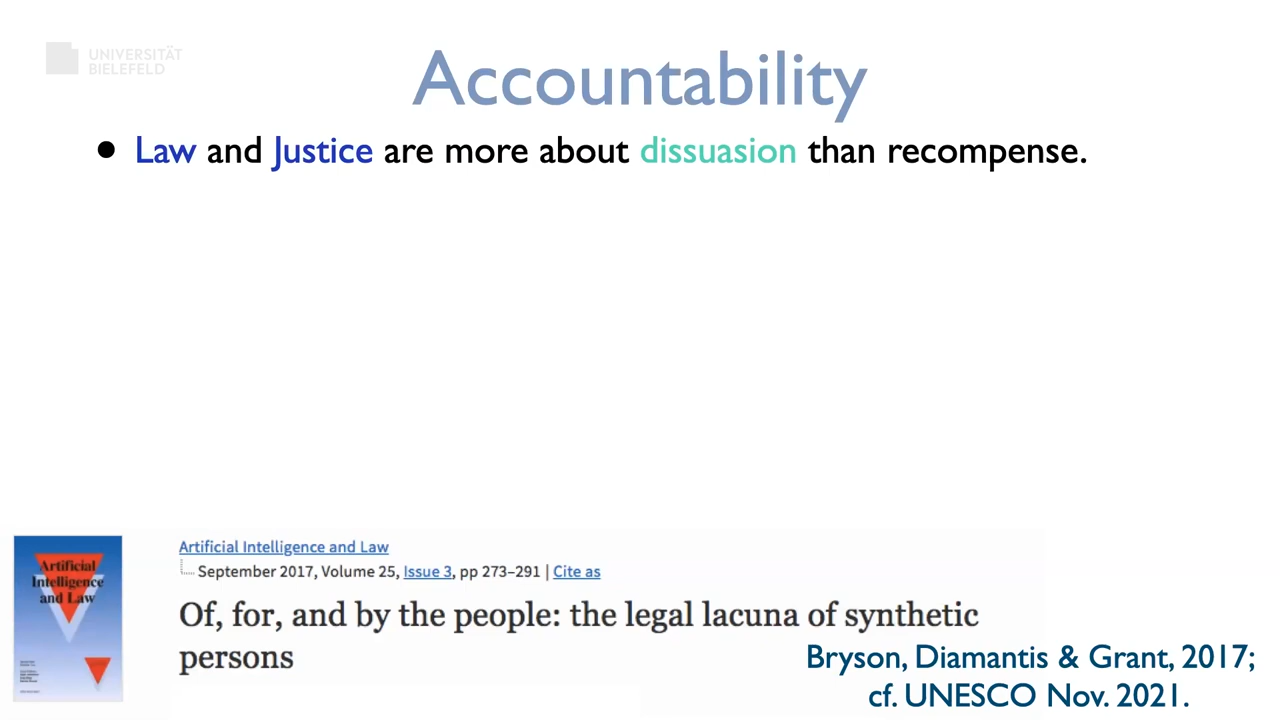 UNIVERSITÄT
BIELEFELD
Accountability
• Law and Justice are more about dissuasion than recompense.
Artificial
Intelligence
and Law
Artificial Intelligence and Law
September 2017, Volume 25, Issue 3, pp 273–291 | Cite as
Of, for, and by the people: the legal lacuna of synthetic
persons
Bryson, Diamantis & Grant, 2017;
cf. UNESCO Nov. 2021.